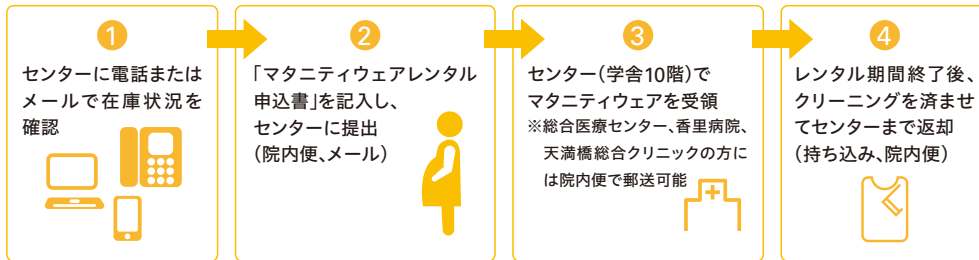 1
センターに電話または
メールで在庫状況を
確認
2
「マタニティウェアレンタル
申込書」を記入し、
センターに提出
(院内便、メール)
3
センター(学舎10階)で
マタニティウェアを受領
※総合医療センター、香里病院、
天満橋総合クリニックの方に
は院内便で郵送可能
4
レンタル期間終了後、
クリーニングを済ませ
てセンターまで返却
(持ち込み、院内便)